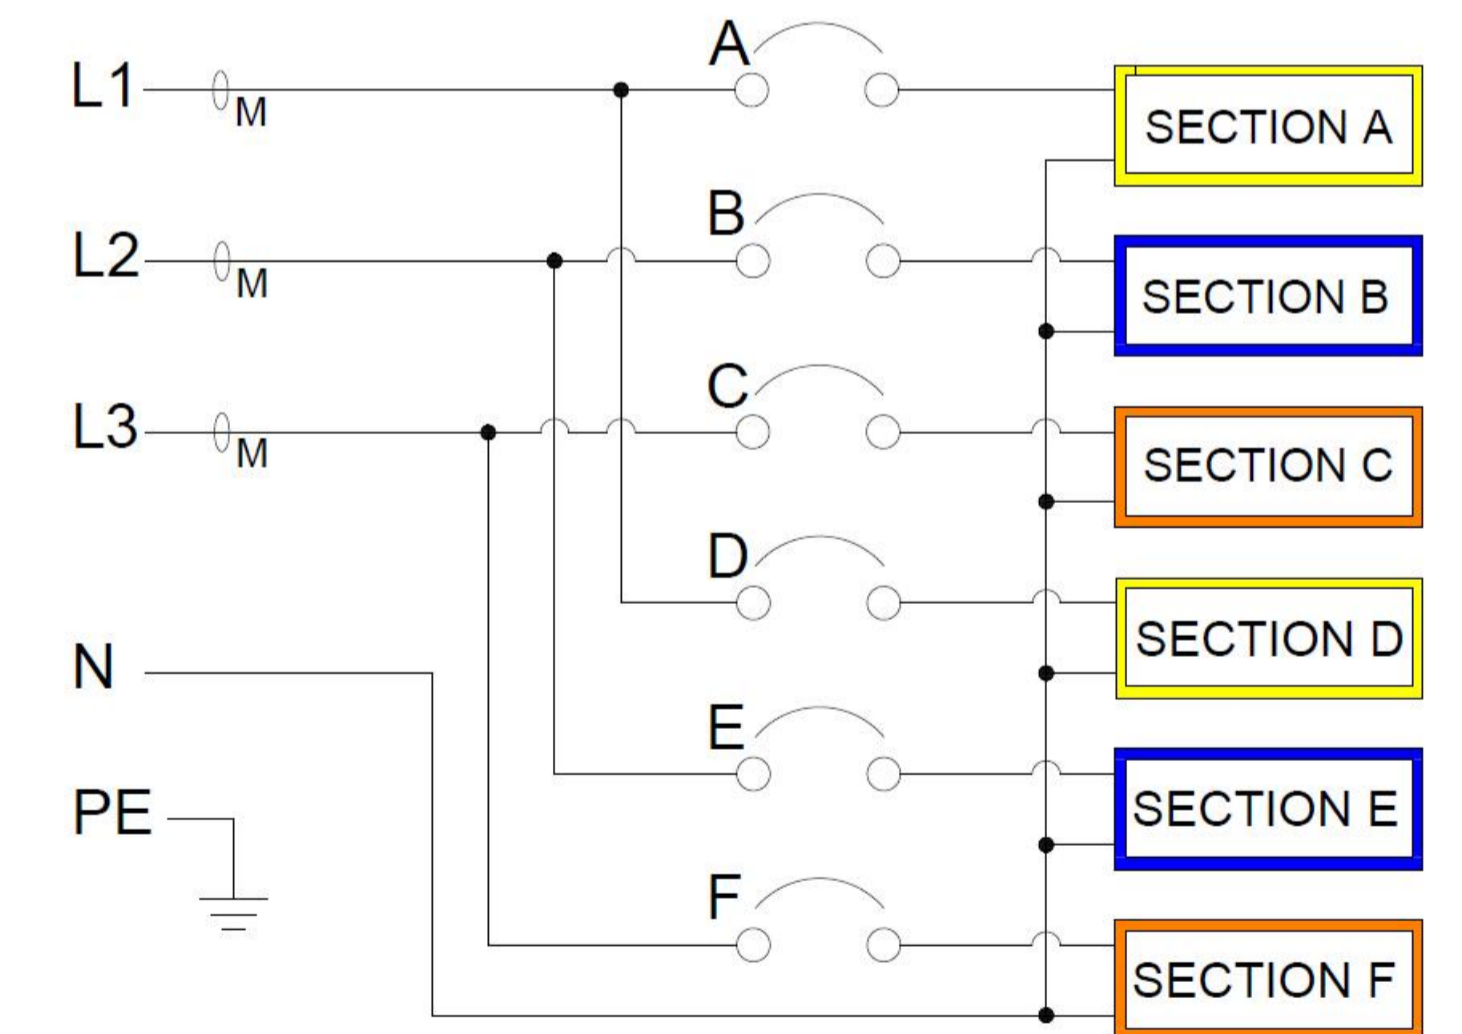 L1
M
A
SECTION A
L2
M
B
SECTION B
L3
M
C
SECTION C
D
SECTION D
N
E
SECTION E
PE
F
SECTION F